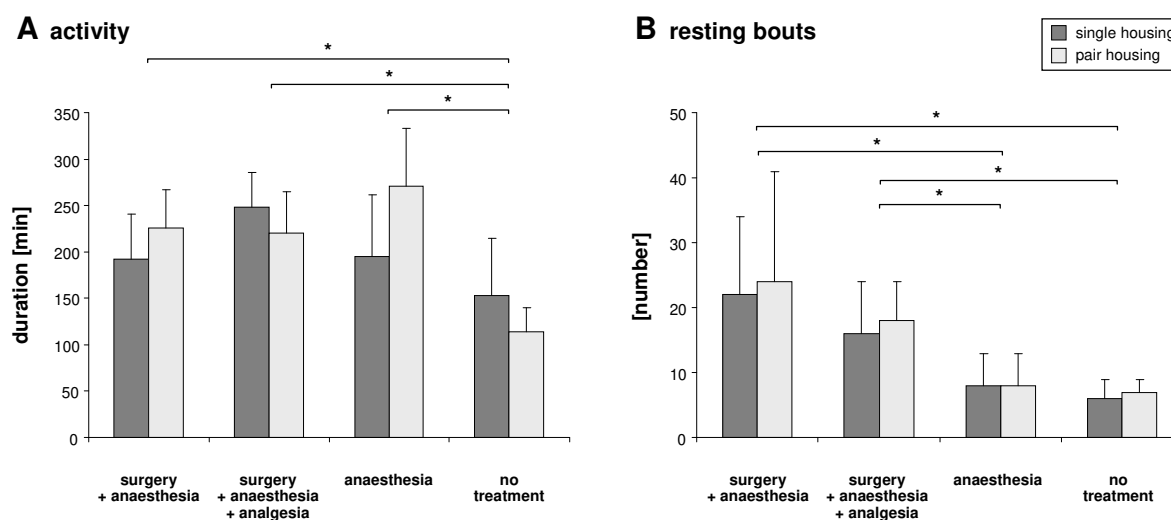 A activity
*
*
*
350
300
250
200
150
100
50
0
duration [min]
surgery
+ anaesthesia
surgery
+ anaesthesia
+ analgesia
anaesthesia
no
treatment
B resting bouts
single housing
pair housing
*
*
*
*
50
40
30
20
10
0
[number]
surgery
+ anaesthesia
surgery
+ anaesthesia
+ analgesia
anaesthesia
no
treatment